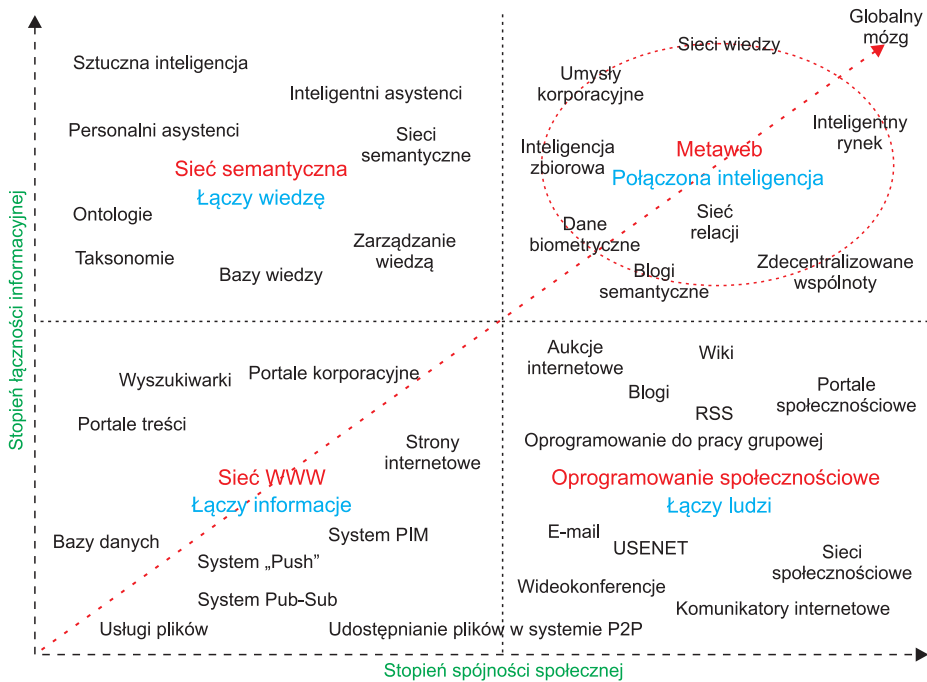 Globalny
mózg
Sztuczna inteligencja
Inteligentni asystenci
Personalni asystenci
Sieci
semantyczne
Sieć semantyczna
Łączy wiedzę
Ontologie
Taksonomie
Bazy wiedzy
Zarządzanie
wiedzą
Sieci wiedzy
Umysły
korporacyjne
Inteligentny
rynek
Inteligencja
zbiorowa
Metaweb
Połączona inteligencja
Sieć
relacji
Dane
biometryczne
Blogi
semantyczne
Zdecentralizowane
wspólnoty
Stopień łączności informacyjnej
Wyszukiwarki
Portale korporacyjne
Portale treści
Strony
internetowe
Sieć WWW
Łączy informacje
Bazy danych
System PIM
System „Push”
System Pub-Sub
Usługi plików
Udostępnianie plików w systemie P2P
Aukcje
internetowe
Wiki
Blogi
RSS
Portale
społecznościowe
Oprogramowanie do pracy grupowej
Oprogramowanie społecznościowe
Łączy ludzi
E-mail
USENET
Sieci
społecznościowe
Wideokonferencje
Komunikatory internetowe
Stopień spójności społecznej